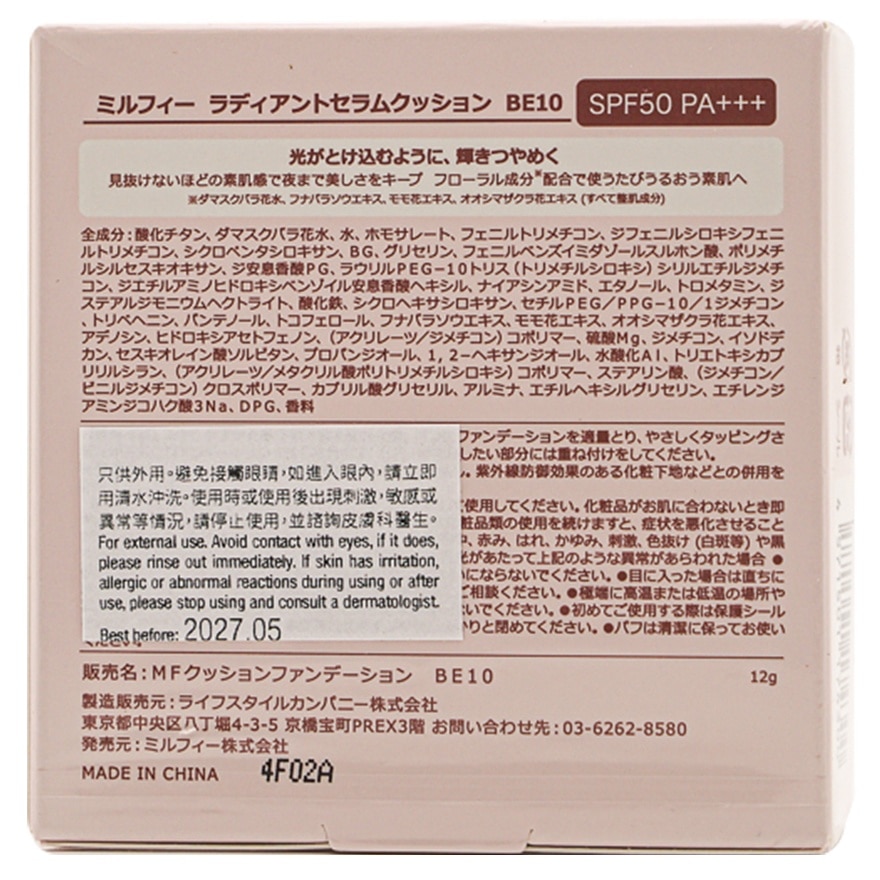 ミルフィー ラディアントセラムクッション BE10 SPF50 PA+++
光がとけ込むように、輝きつやめく
見抜けないほどの素肌感で夜まで美しさをキープ フローラル成分※配合で使うたびうるおう素肌へ
※ダマスクバラ花水、フナバラソウエキス、モモ花エキス、オオシマザクラ花エキス (すべて整肌成分)
全成分：酸化チタン、ダマスクバラ花水、水、ホモサレート、フェニルトリメチコン、ジフェニルシロキシフェニ
ルトリメチコン、シクロペンタシロキサン、BG、グリセリン、フェニルベンズイミダゾールスルホン酸、ポリメチ
ルシルセスキオキサン、ジ安息香酸PG、ラウリルPEG-10トリス（トリメチルシロキシ）シリルエチルジメチ
コン、ジエチルアミノヒドロキシベンゾイル安息香酸ヘキシル、ナイアシンアミド、エタノール、トロメタミン、ジ
ステアルジモニウムヘクトライト、酸化鉄、シクロヘキサシロキサン、セチルPEG/PPG-10/1ジメチコン
、トリベヘニン、パンテノール、トコフェロール、フナバラソウエキス、モモ花エキス、オオシマザクラ花エキス、
アデノシン、ヒドロキシアセトフェノン、（アクリレーツ/ジメチコン）コポリマー、硫酸Mg、ジメチコン、イソドデ
カン、セスキオレイン酸ソルビタン、プロパンジオール、1,2-ヘキサンジオール、水酸化Al、トリエトキシカプ
リリルシラン、（アクリレーツ/メタクリル酸ポリトリメチルシロキシ）コポリマー、ステアリン酸、（ジメチコン/
ビニルジメチコン）クロスポリマー、カプリル酸グリセリル、アルミナ、エチルヘキシルグリセリン、エチレンジ
アミンジコハク酸3Na、DPG、香料
ファンデーションを適量とり、やさしくタッピングさ
したい部分には重ね付けをしてください。
。紫外線防御効果のある化粧下地などとの併用を
て使用してください。化粧品がお肌に合わないとき即
粧品類の使用を続けますと、症状を悪化させること
中、赤み、はれ、かゆみ、刺激、色抜け (白斑等) や黒
光があたって上記のような異常があらわれた場合 ●
いにならないでください。●目に入った場合は直ちに
ご相談ください。●極端に高温または低温の場所や
いでください。●初めてご使用する際は保護シール
かりと閉めてください。●パフは清潔に保ってお使い
只供外用。避免接觸眼睛，如進入眼內，請立即
用清水沖洗。使用時或使用後出現刺激，敏感或
異常等情況，請停止使用，並諮詢皮膚科醫生。
For external use. Avoid contact with eyes, if it does,
please rinse out immediately. If skin has irritation,
allergic or abnormal reactions during using or after
use, please stop using and consult a dermatologist.
Best before: 2027.05
販売名：MFクッションファンデーション BE10 12g
製造販売元：ライフスタイルカンパニー株式会社
東京都中央区八丁堀4-3-5 京橋宝町PREX3階 お問い合わせ先：03-6262-8580
発売元：ミルフィー株式会社
MADE IN CHINA 4F02A